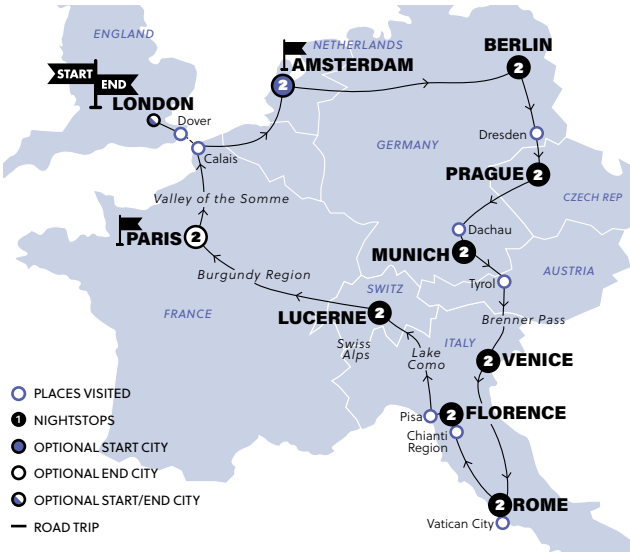 ENGLAND
NETHERLANDS
BERLIN
2
START
END
AMSTERDAM
2
LONDON
Dover
Calais
Dresden
GERMANY
PRAGUE
2
Valley of the Somme
CZECH REP
PARIS
2
Dachau
MUNICH
2
Burgundy Region
AUSTRIA
Tyrol
SWITZ
FRANCE
LUCERNE
2
Brenner Pass
Swiss
Alps
Lake
Como
ITALY
2
VENICE
PLACES VISITED
1
NIGHTSTOPS
Pisa
2
FLORENCE
Chianti
Region
OPTIONAL START CITY
OPTIONAL END CITY
OPTIONAL START/END CITY
2
ROME
ROAD TRIP
Vatican City